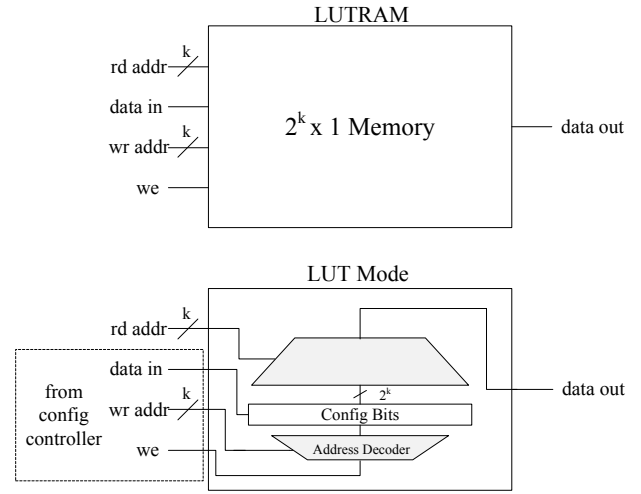 LUTRAM
k
rd addr
data in
k
wr addr
we
2^k x 1 Memory
data out
LUT Mode
k
rd addr
data in
k
wr addr
we
from
config
controller
2^k
Config Bits
Address Decoder
data out